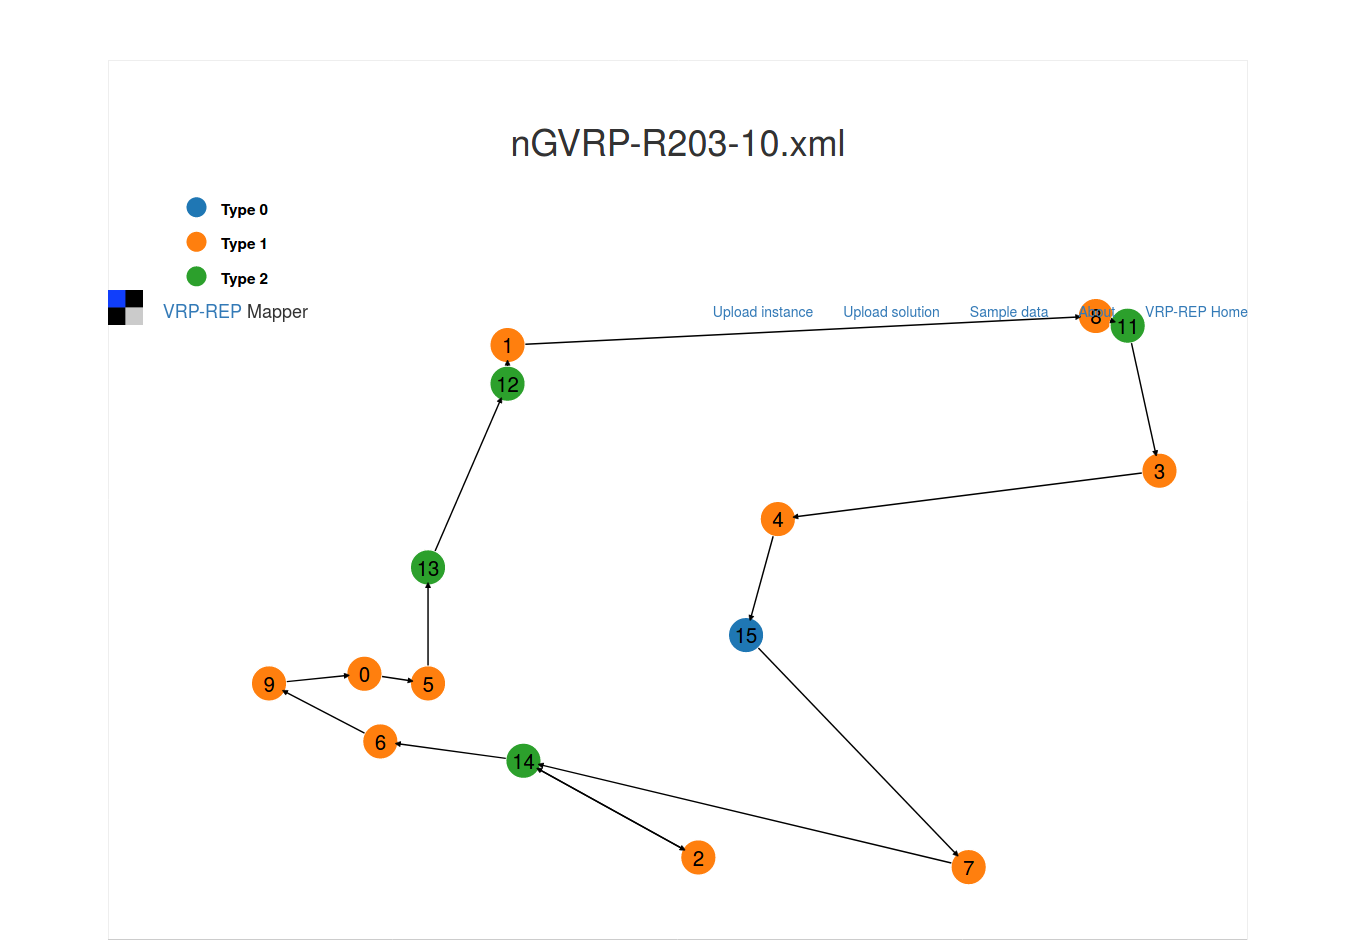 nGVRP-R203-10.xml
Type 0
Type 1
Type 2
VRP-REP Mapper
Upload instance Upload solution Sample data About VRP-REP Home
8
11
1
12
3
4
13
15
0
9
5
6
14
2
7